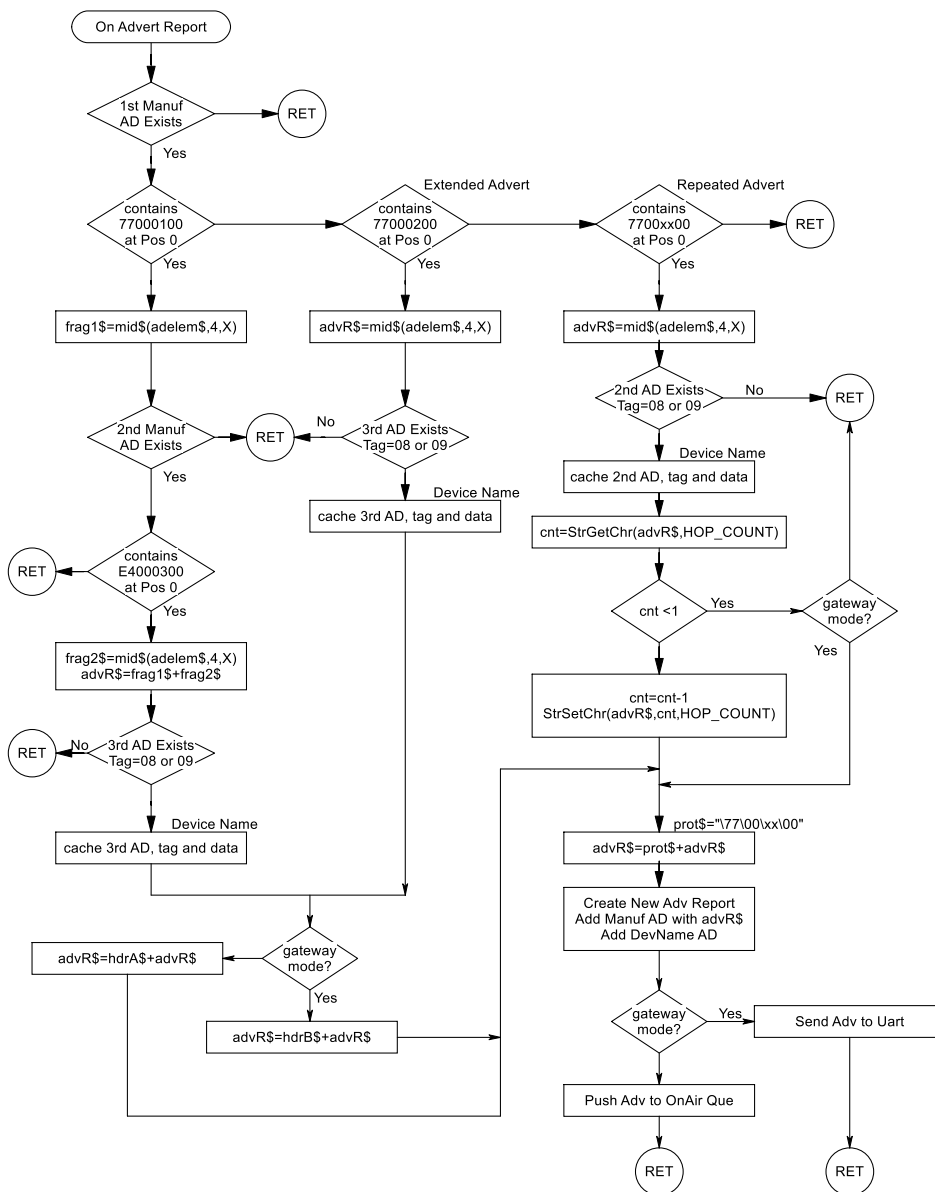 On Advert Report
1st Manuf
AD Exists
RET
Yes
contains
77000100
at Pos 0
Yes
Extended Advert
contains
77000200
at Pos 0
Yes
Repeated Advert
contains
7700xx00
at Pos 0
Yes
RET
frag1$=mid$(adelem$,4,X)
advR$=mid$(adelem$,4,X)
advR$=mid$(adelem$,4,X)
2nd Manuf
AD Exists
Yes
RET
No
3rd AD Exists
Tag=08 or 09
2nd AD Exists
Tag=08 or 09
No
RET
Device Name
cache 3rd AD, tag and data
Device Name
cache 2nd AD, tag and data
cnt=StrGetChr(advR$,HOP_COUNT)
RET
contains
E4000300
at Pos 0
Yes
cnt <1
Yes
gateway
mode?
Yes
frag2$=mid$(adelem$,4,X)
advR$=frag1$+frag2$
cnt=cnt-1
StrSetChr(advR$,cnt,HOP_COUNT)
RET
No
3rd AD Exists
Tag=08 or 09
Device Name
cache 3rd AD, tag and data
prot$="\77\00\xx\00"
advR$=prot$+advR$
Create New Adv Report
Add Manuf AD with advR$
Add DevName AD
advR$=hdrA$+advR$
gateway
mode?
Yes
advR$=hdrB$+advR$
gateway
mode?
Yes
Send Adv to Uart
Push Adv to OnAir Que
RET
RET